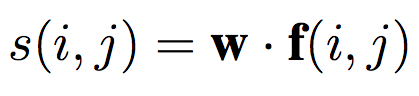 s(i, j) = w · f(i, j)